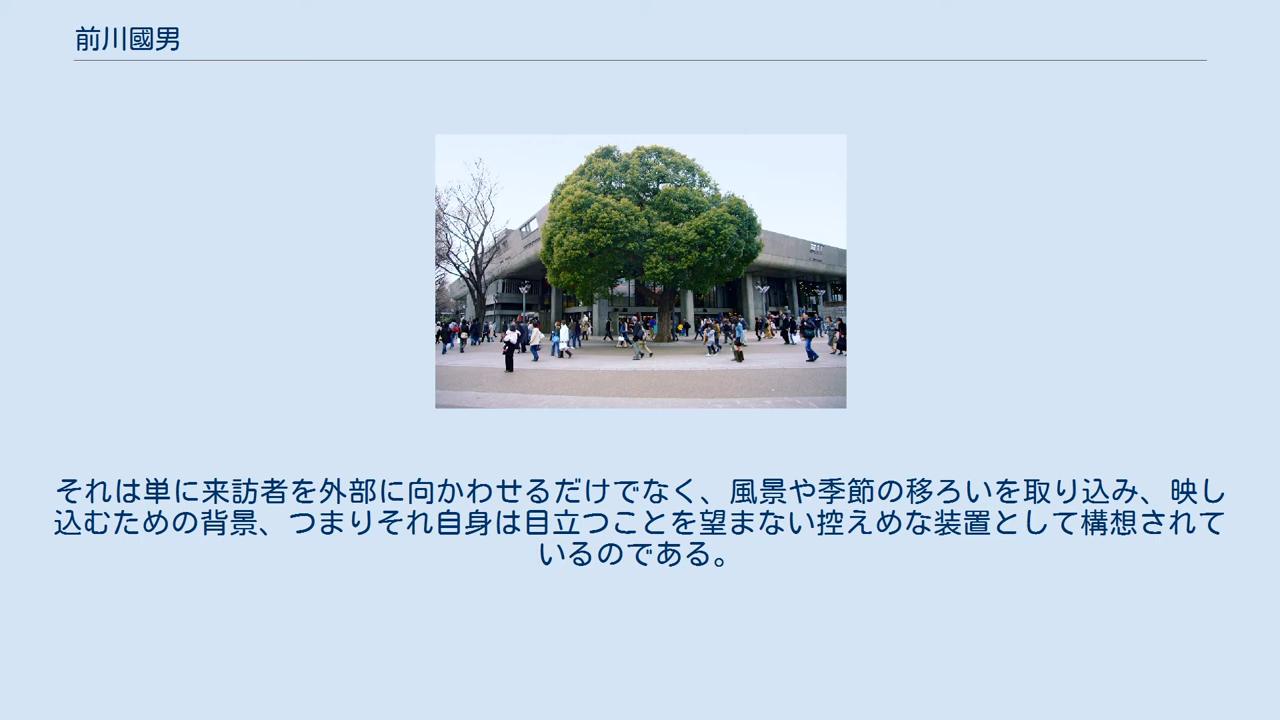 前川國男
それは単に来訪者を外部に向かわせるだけでなく、風景や季節の移ろいを取り込み、映し
込むための背景、つまりそれ自身は目立つことを望まない控えめな装置として構想されて
いるのである。